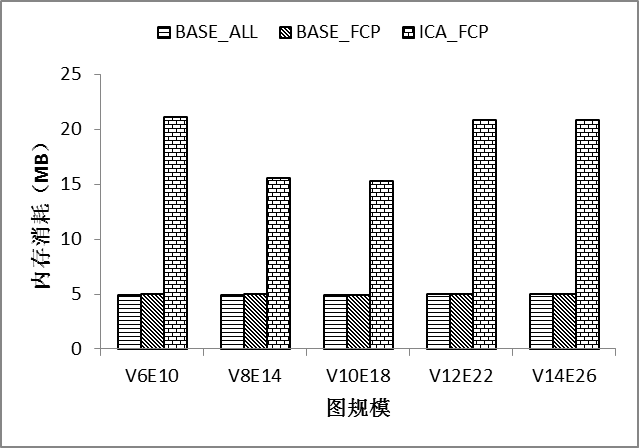 BASE_ALL BASE_FCP ICA_FCP
25
20
15
10
5
0
内存消耗（MB）
V6E10 V8E14 V10E18 V12E22 V14E26
图规模